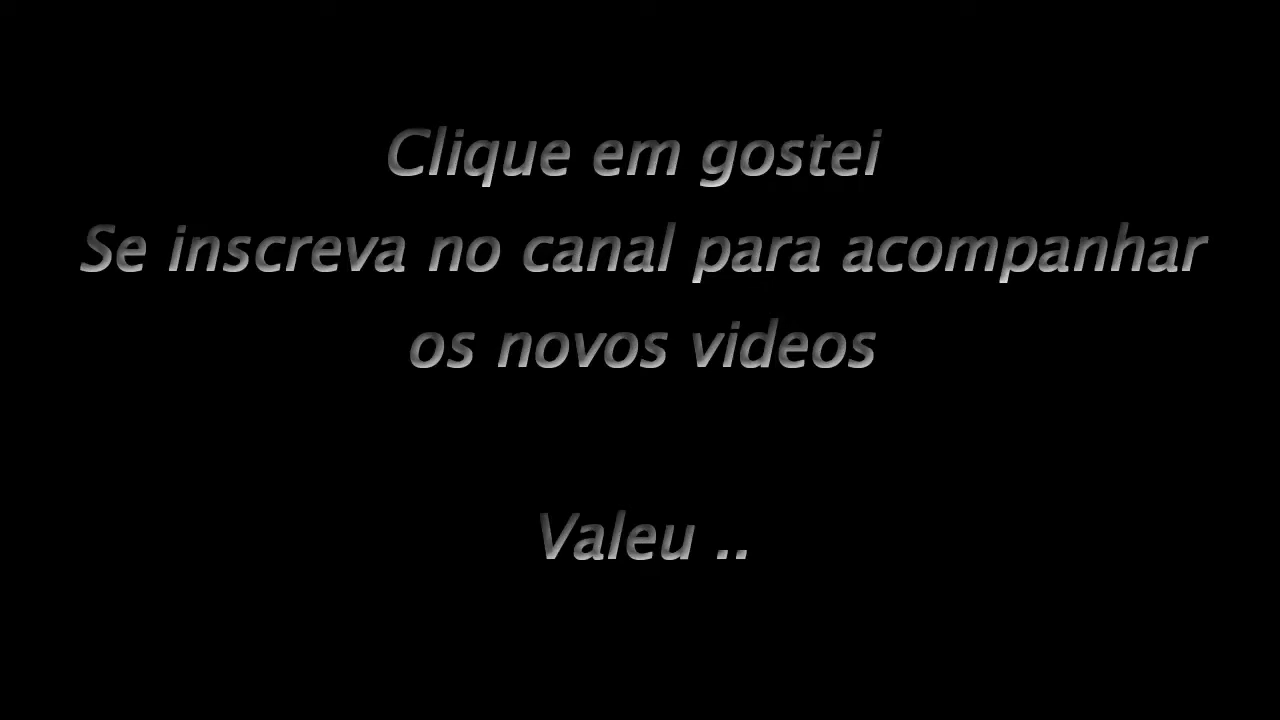 Clique em gostei
Se inscreva no canal para acompanhar
os novos videos
Valeu ..